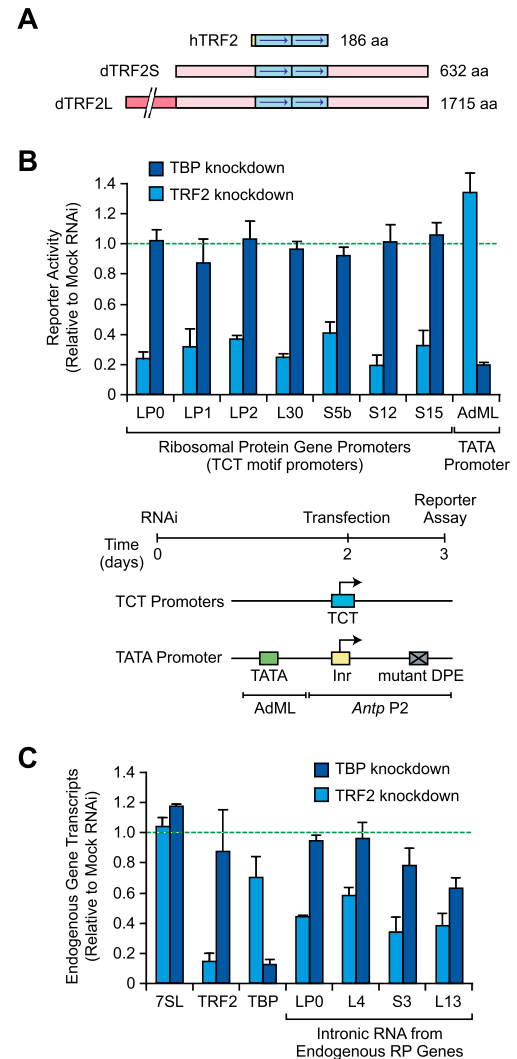 A
hTRF2 186 aa
dTRF2S 632 aa
dTRF2L 1715 aa
B
TBP knockdown
TRF2 knockdown
Reporter Activity
(Relative to Mock RNAi)
1.4
1.2
1.0
0.8
0.6
0.4
0.2
0
LP0 LP1 LP2 L30 S5b S12 S15 AdML
Ribosomal Protein Gene Promoters
(TCT motif promoters)
TATA
Promoter
RNAi Transfection Reporter
Assay
Time
(days)
0 2 3
TCT Promoters
TCT
TATA Promoter
TATA Inr mutant DPE
AdML Antp P2
C
TBP knockdown
TRF2 knockdown
Endogenous Gene Transcripts
(Relative to Mock RNAi)
1.4
1.2
1.0
0.8
0.6
0.4
0.2
0
7SL TRF2 TBP LP0 L4 S3 L13
Intronic RNA from
Endogenous RP Genes